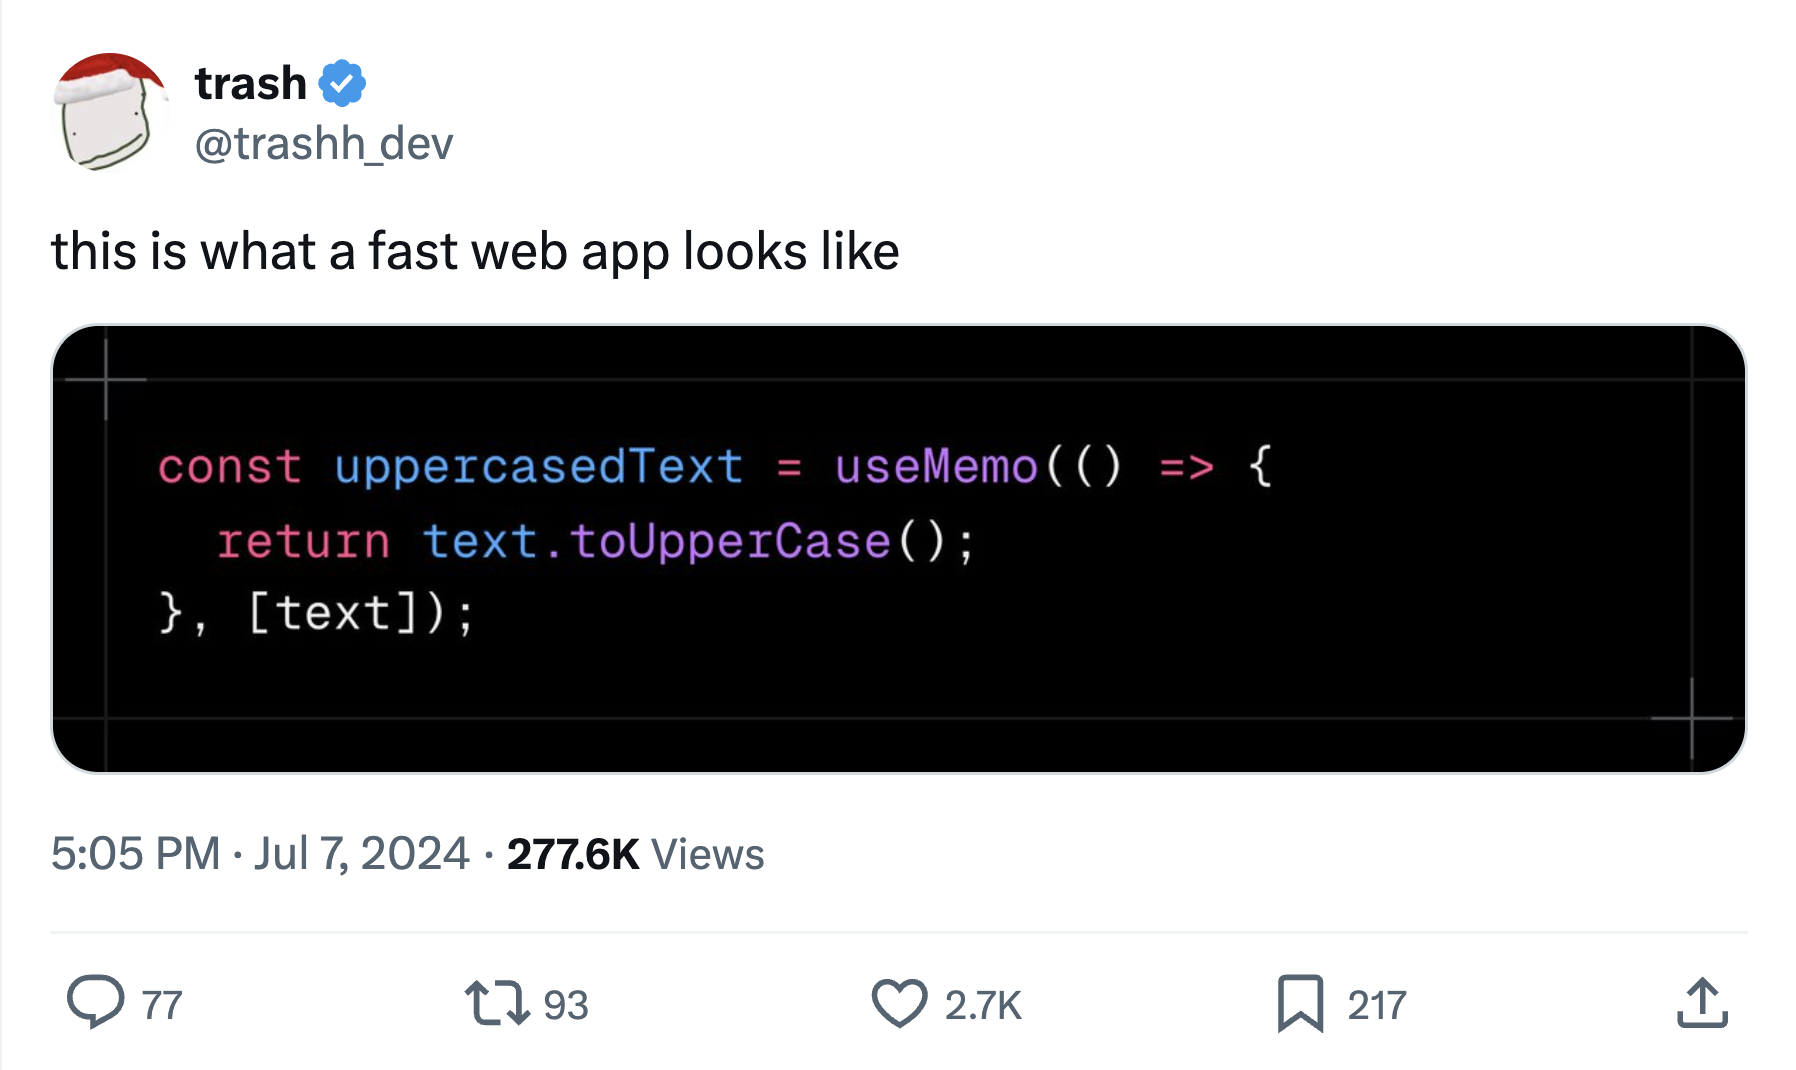 trash
@trashh_dev
this is what a fast web app looks like
const uppercasedText = useMemo(() => {
  return text.toUpperCase();
}, [text]);
5:05 PM · Jul 7, 2024 · 277.6K Views
77 93 2.7K 217